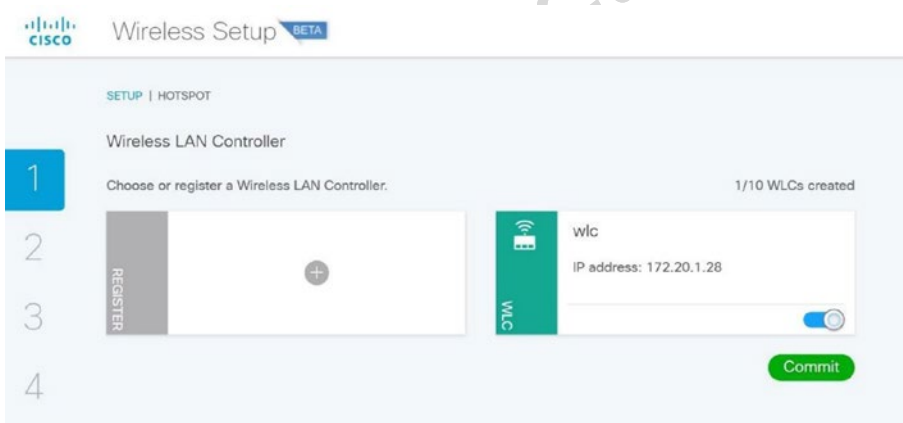 CISCO Wireless Setup BETA
SETUP | HOTSPOT
Wireless LAN Controller
Choose or register a Wireless LAN Controller. 1/10 WLCs created
1
2
3
4
REGISTER
WLC
wlc
IP address: 172.20.1.28
Commit